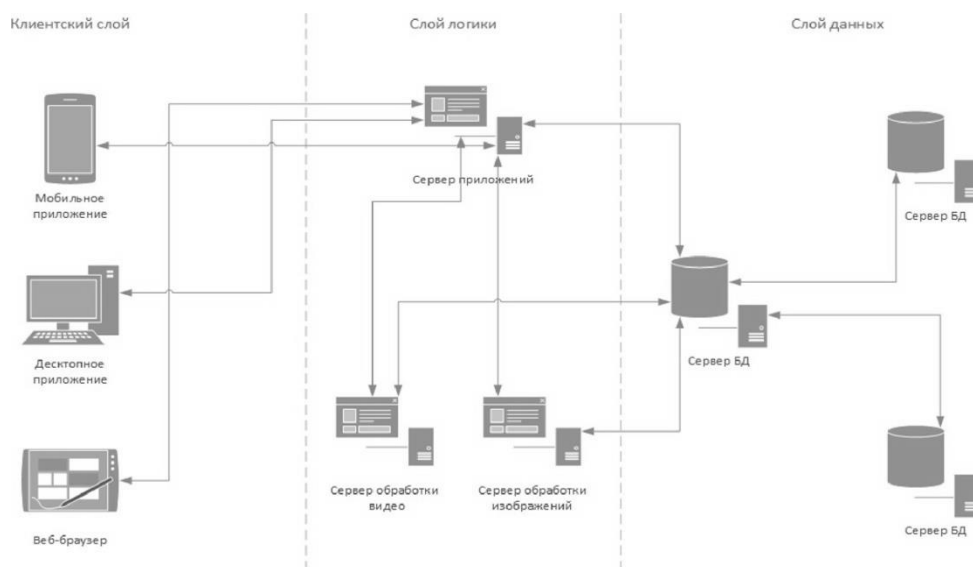 Клиентский слой
Слой логики
Слой данных
Мобильное
приложение
Сервер приложений
Сервер БД
Десктопное
приложение
Сервер БД
Сервер обработки
видео
Сервер обработки
изображений
Веб-браузер
Сервер БД